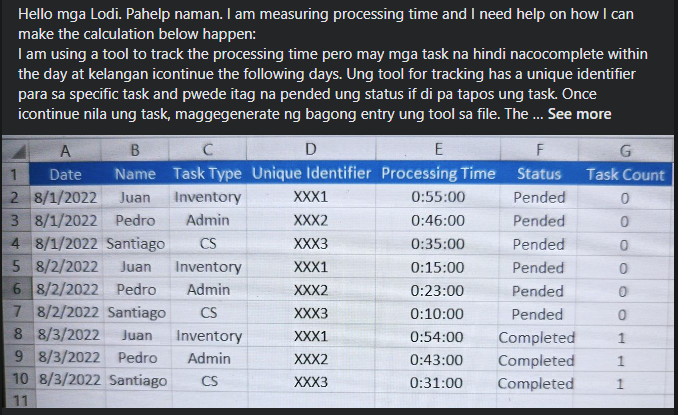 Hello mga Lodi. Pahelp naman. I am measuring processing time and I need help on how I can
make the calculation below happen:
I am using a tool to track the processing time pero may mga task na hindi nacocomplete within
the day at kelangan icontinue the following days. Ung tool for tracking has a unique identifier
para sa specific task and pwede itag na pended ung status if di pa tapos ung task. Once
icontinue nila ung task, maggegenerate ng bagong entry ung tool sa file. The ... See more
A B C D E F G
1 Date Name Task Type Unique Identifier Processing Time Status Task Count
2 8/1/2022 Juan Inventory XXX1 0:55:00 Pended 0
3 8/1/2022 Pedro Admin XXX2 0:46:00 Pended 0
4 8/1/2022 Santiago CS XXX3 0:35:00 Pended 0
5 8/2/2022 Juan Inventory XXX1 0:15:00 Pended 0
6 8/2/2022 Pedro Admin XXX2 0:23:00 Pended 0
7 8/2/2022 Santiago CS XXX3 0:10:00 Pended 0
8 8/3/2022 Juan Inventory XXX1 0:54:00 Completed 1
9 8/3/2022 Pedro Admin XXX2 0:43:00 Completed 1
10 8/3/2022 Santiago CS XXX3 0:31:00 Completed 1
11